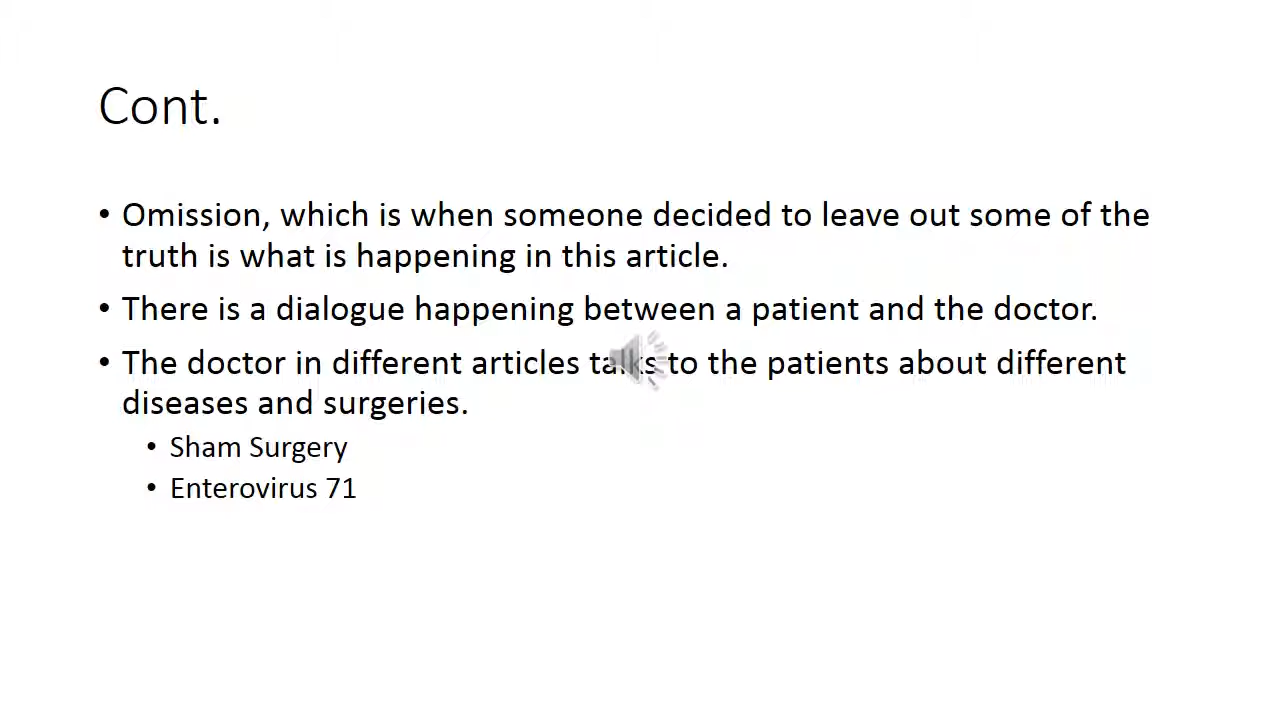 Cont.
• Omission, which is when someone decided to leave out some of the
truth is what is happening in this article.
• There is a dialogue happening between a patient and the doctor.
• The doctor in different articles talks to the patients about different
diseases and surgeries.
• Sham Surgery
• Enterovirus 71